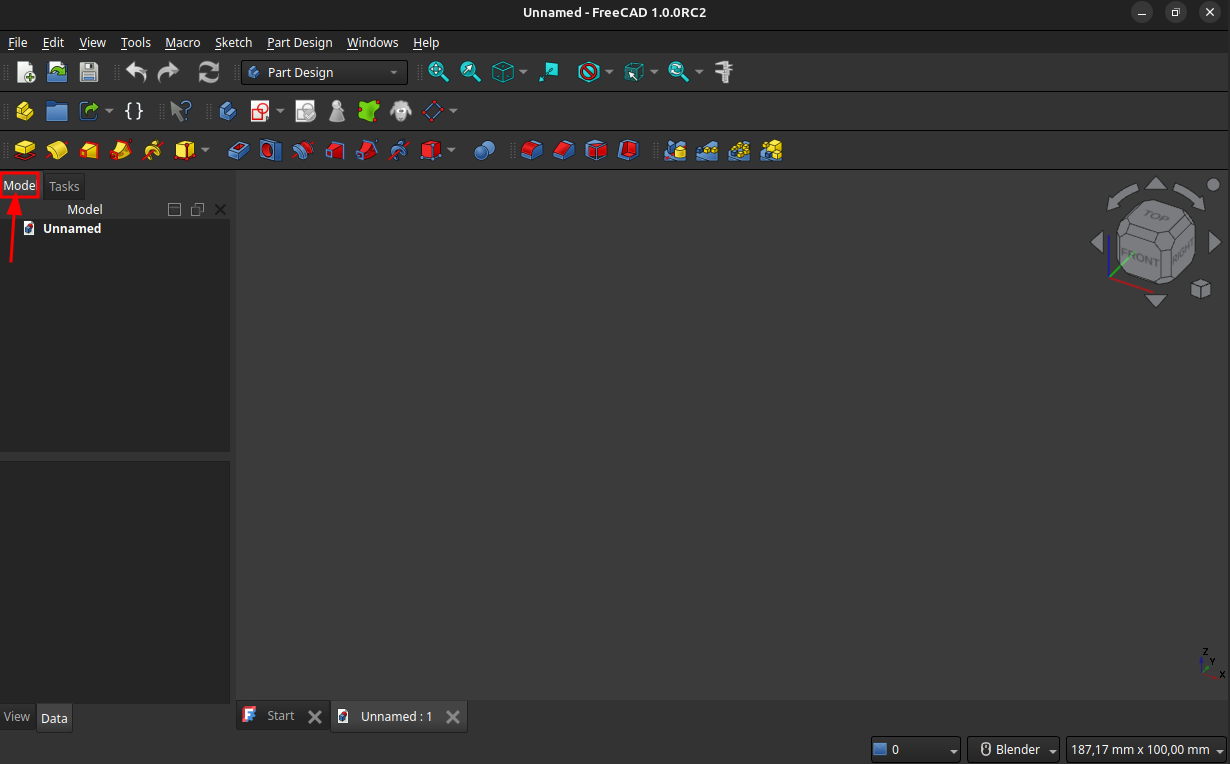 Unnamed - FreeCAD 1.0.0RC2
File Edit View Tools Macro Sketch Part Design Windows Help
Part Design
{}
Model Tasks
Model
Unnamed
TOP
FRONT
RIGHT
Z
Y
X
View Data
Start Unnamed : 1
0 Blender 187,17 mm x 100,00 mm